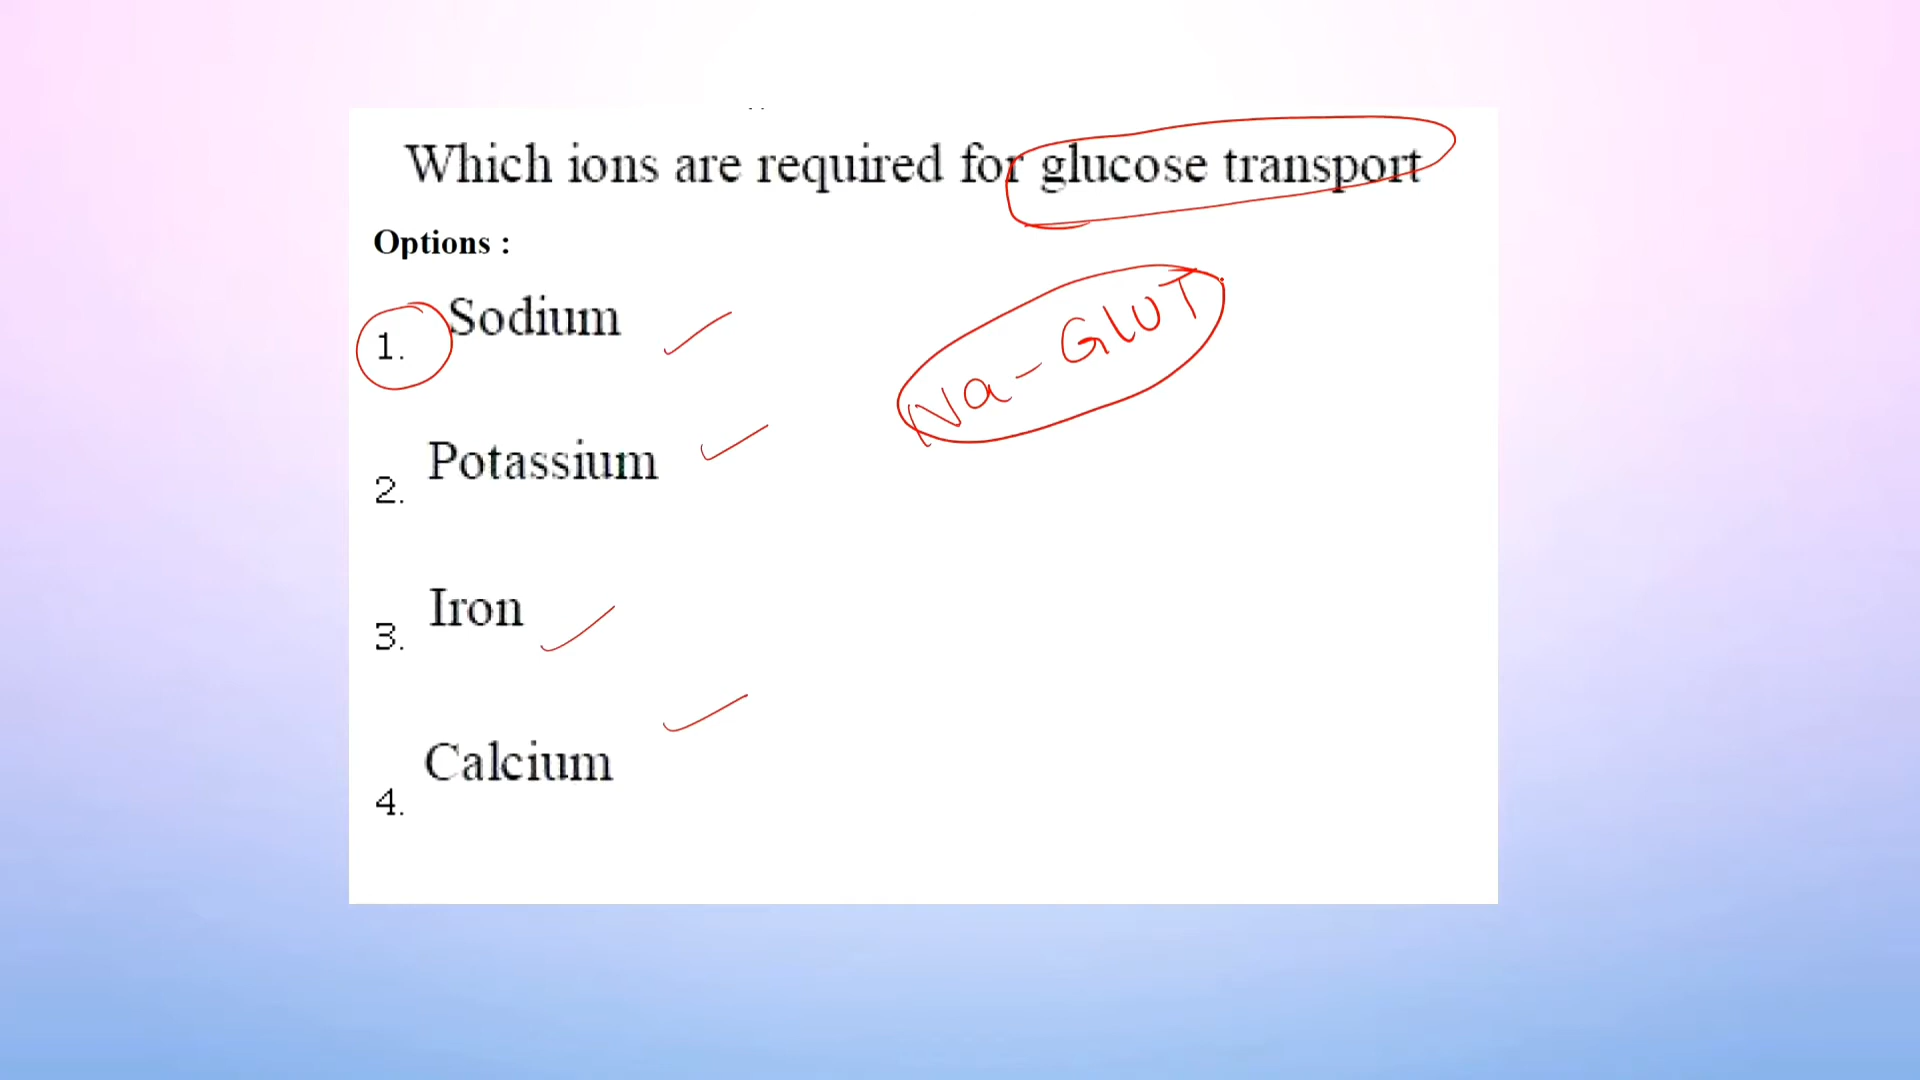 Which ions are required for glucose transport
Options :
1. Sodium
Na-GLUT
2. Potassium
3. Iron
4. Calcium